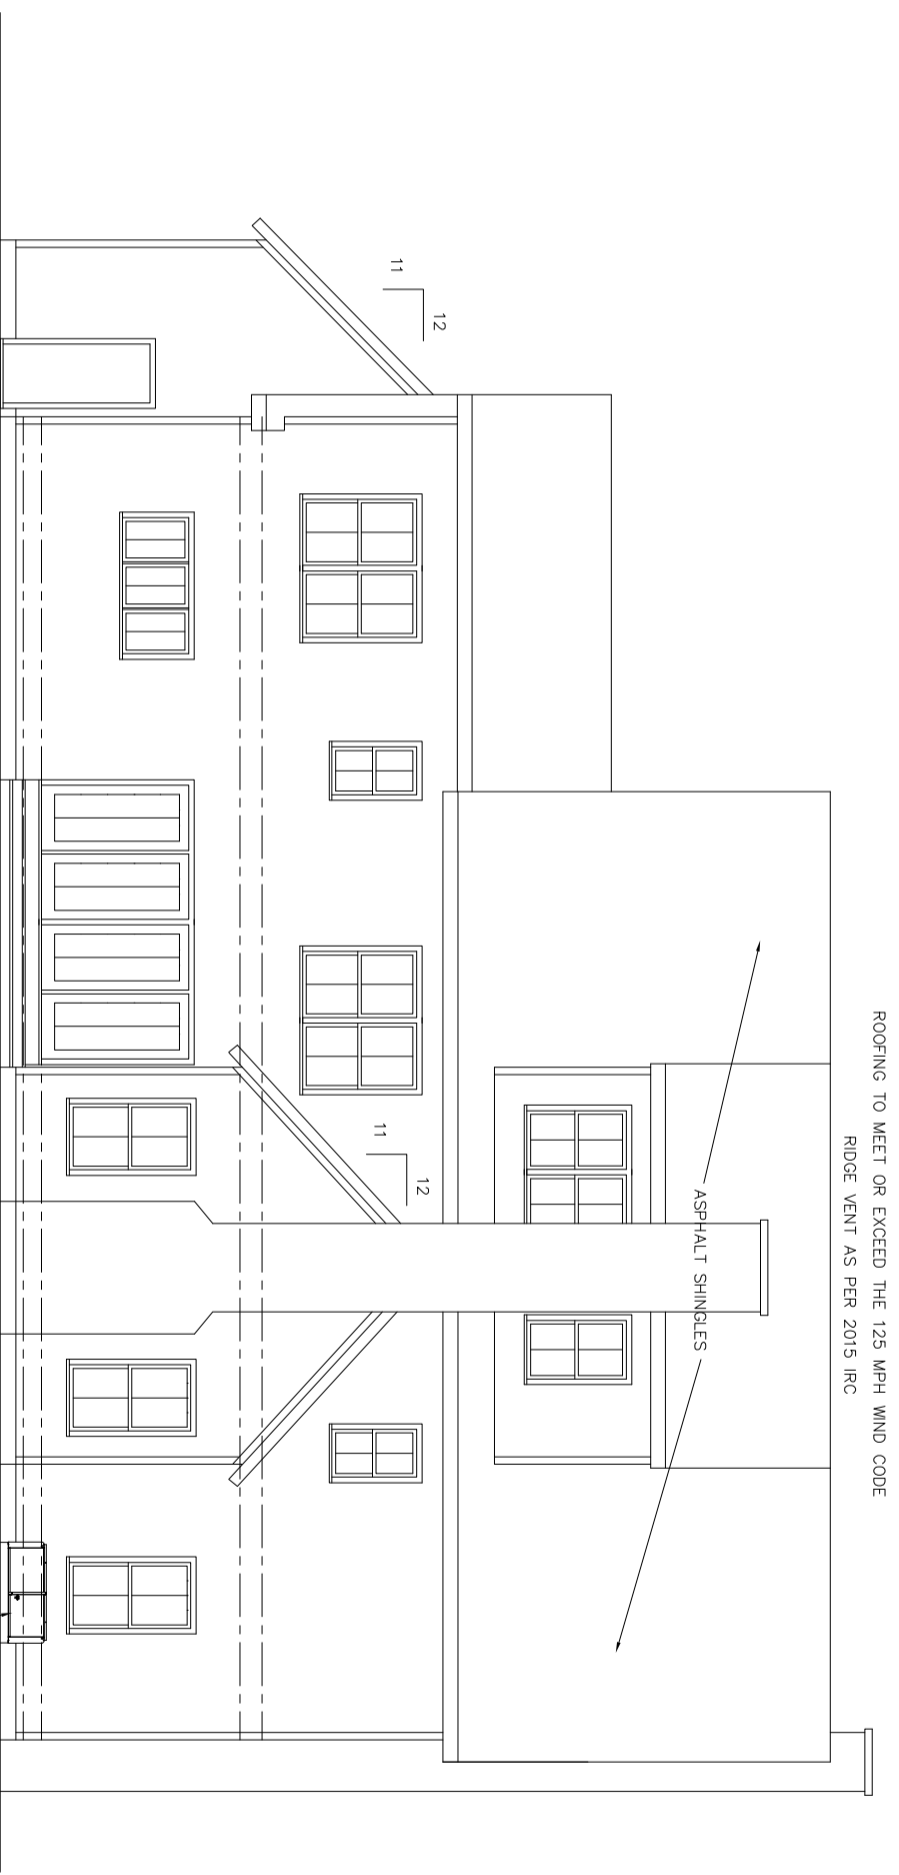 ROOFING TO MEET OR EXCEED THE 125 MPH WIND CODE
RIDGE VENT AS PER 2015 IRC
ASPHALT SHINGLES
12
11
12
11